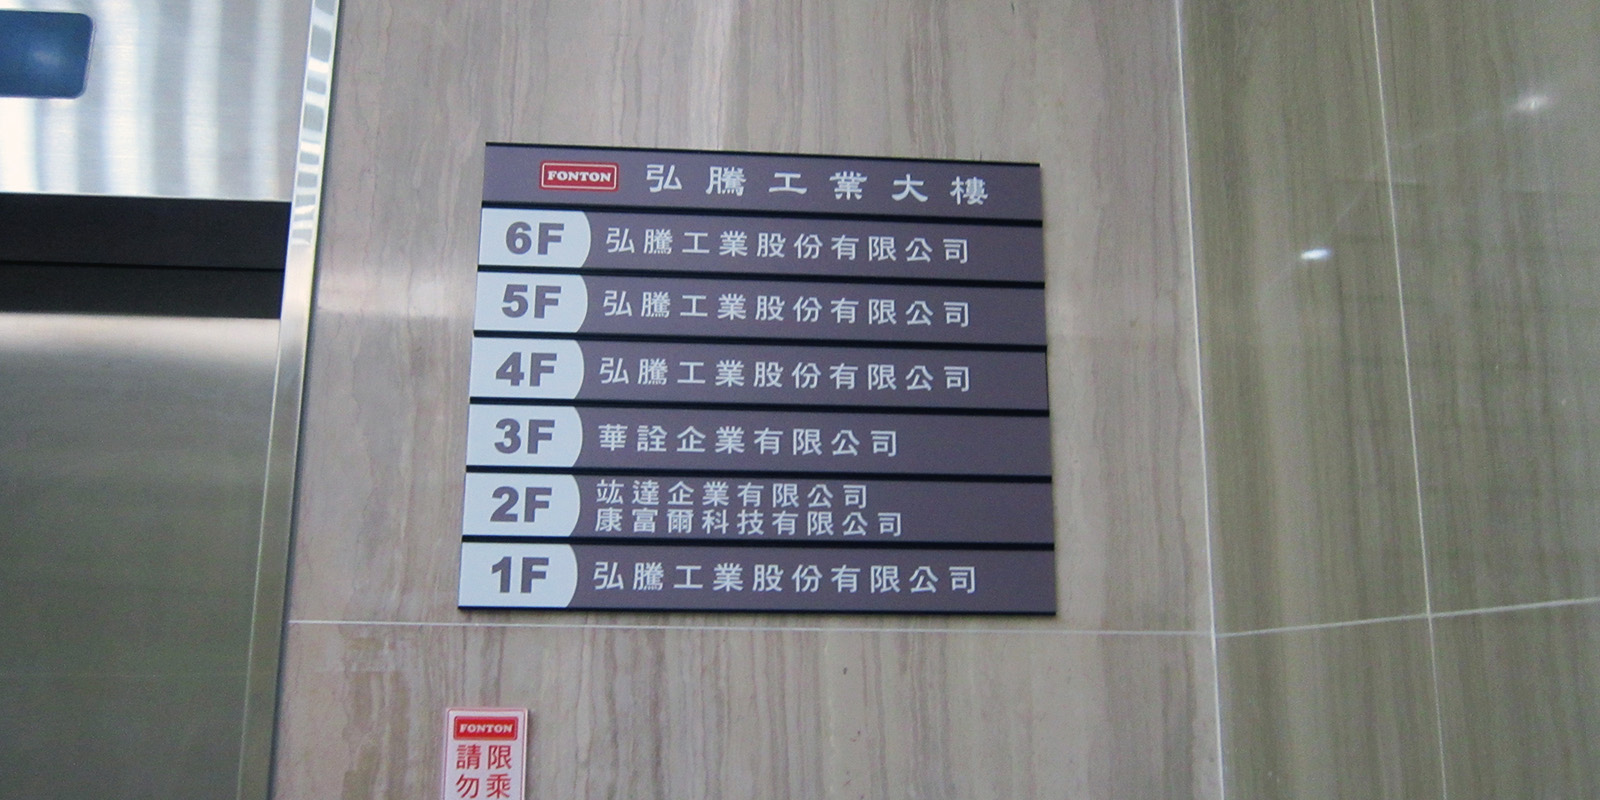 FONTON 弘騰工業大樓
6F 弘騰工業股份有限公司
5F 弘騰工業股份有限公司
4F 弘騰工業股份有限公司
3F 華詮企業有限公司
2F 竑達企業有限公司
康富爾科技有限公司
1F 弘騰工業股份有限公司
FONTON
請限
勿乘